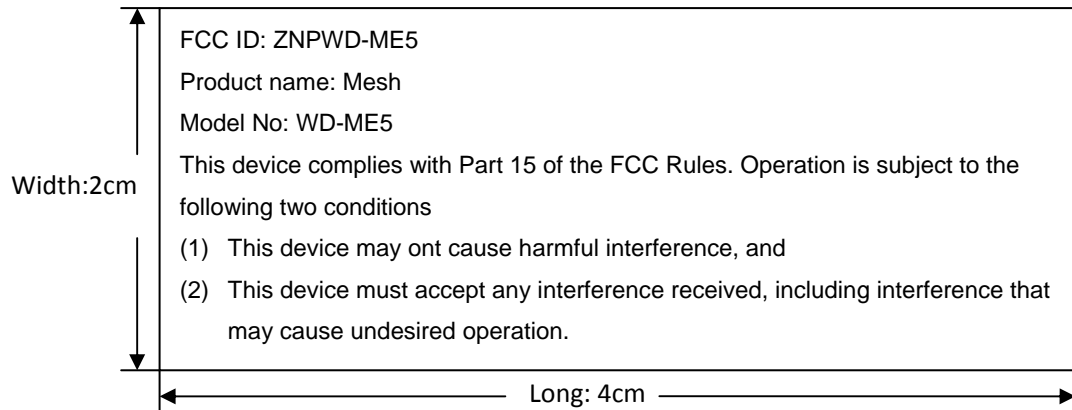 FCC ID: ZNPWD-ME5
Product name: Mesh
Model No: WD-ME5
This device complies with Part 15 of the FCC Rules. Operation is subject to the
following two conditions
(1) This device may ont cause harmful interference, and
(2) This device must accept any interference received, including interference that
may cause undesired operation.
Width:2cm
Long: 4cm